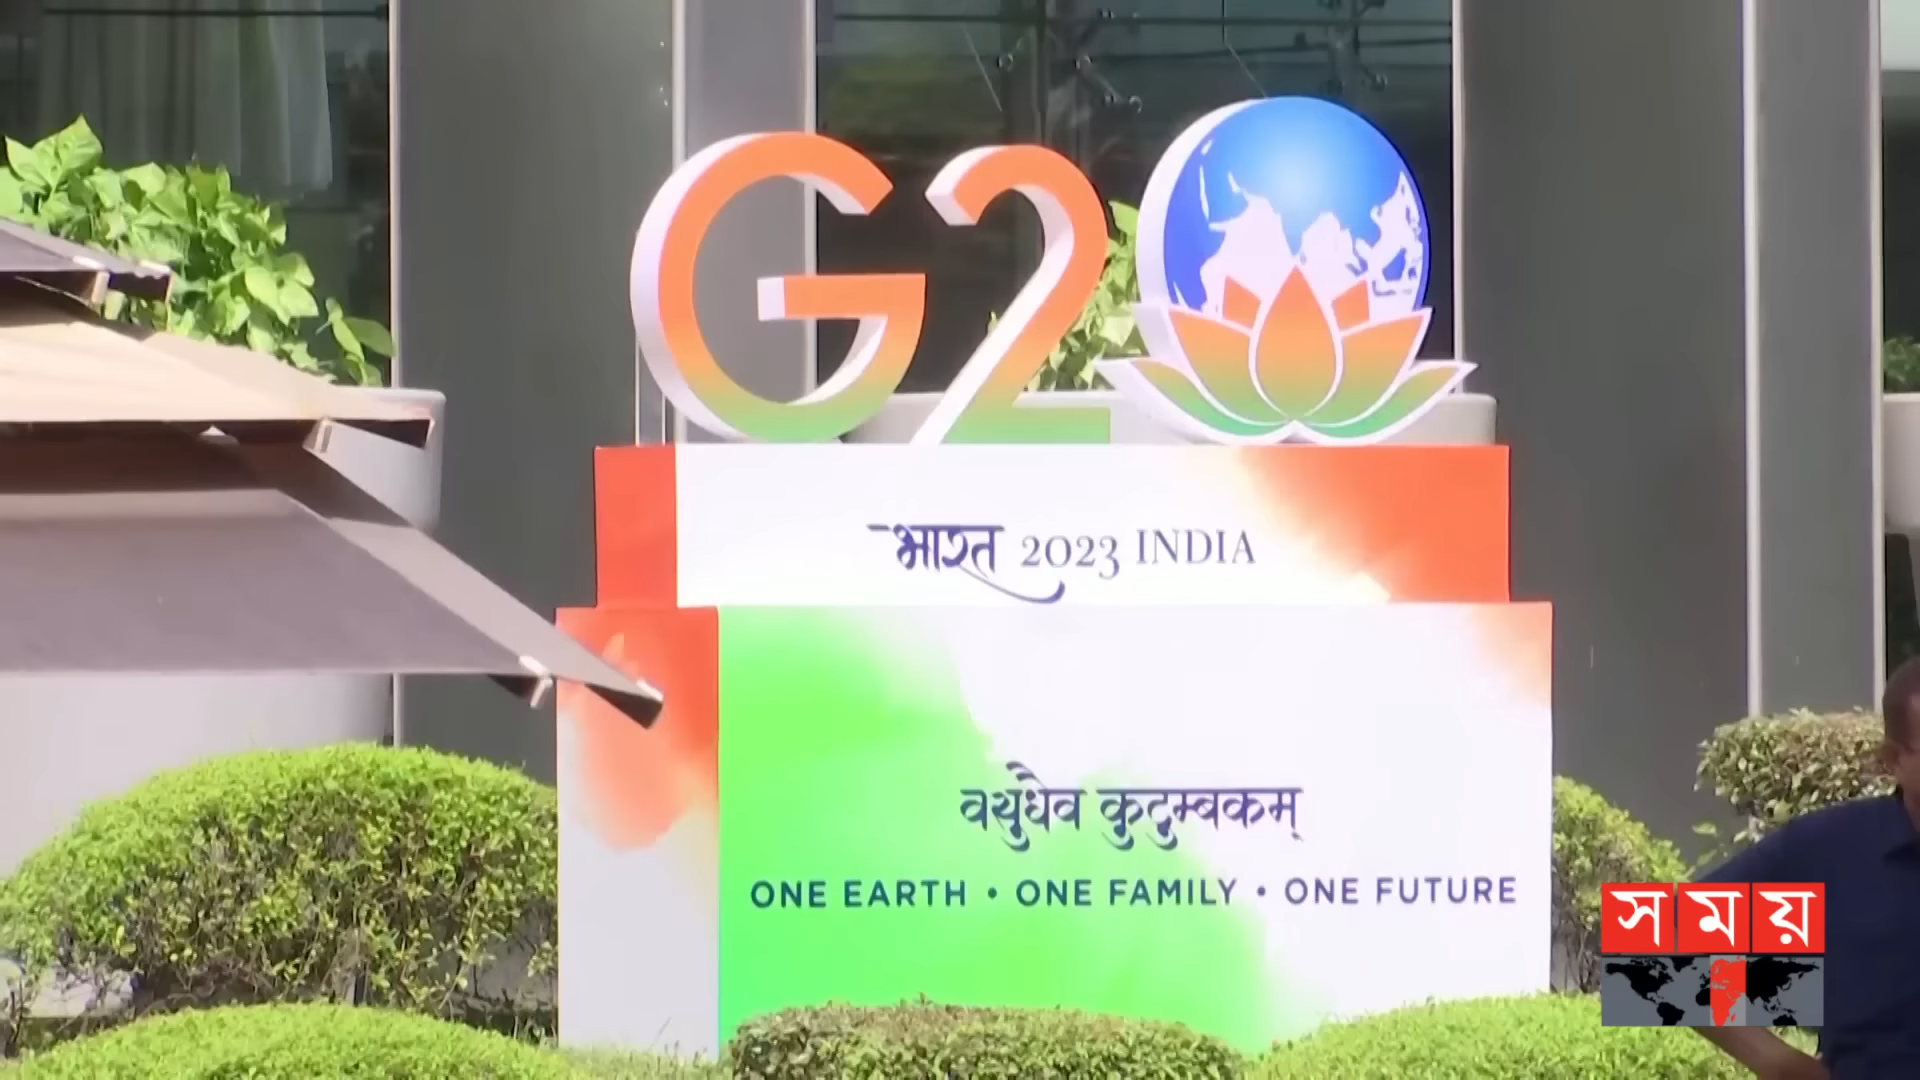 G20
भारत 2023 INDIA
वसुधैव कुटुम्बकम्
ONE EARTH • ONE FAMILY • ONE FUTURE
সময়